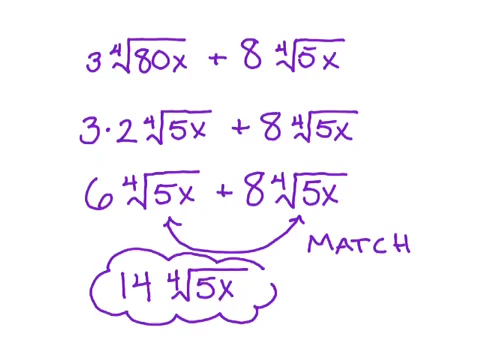 3 ∜80x + 8 ∜5x
3·2 ∜5x + 8 ∜5x
6 ∜5x + 8 ∜5x
MATCH
14 ∜5x